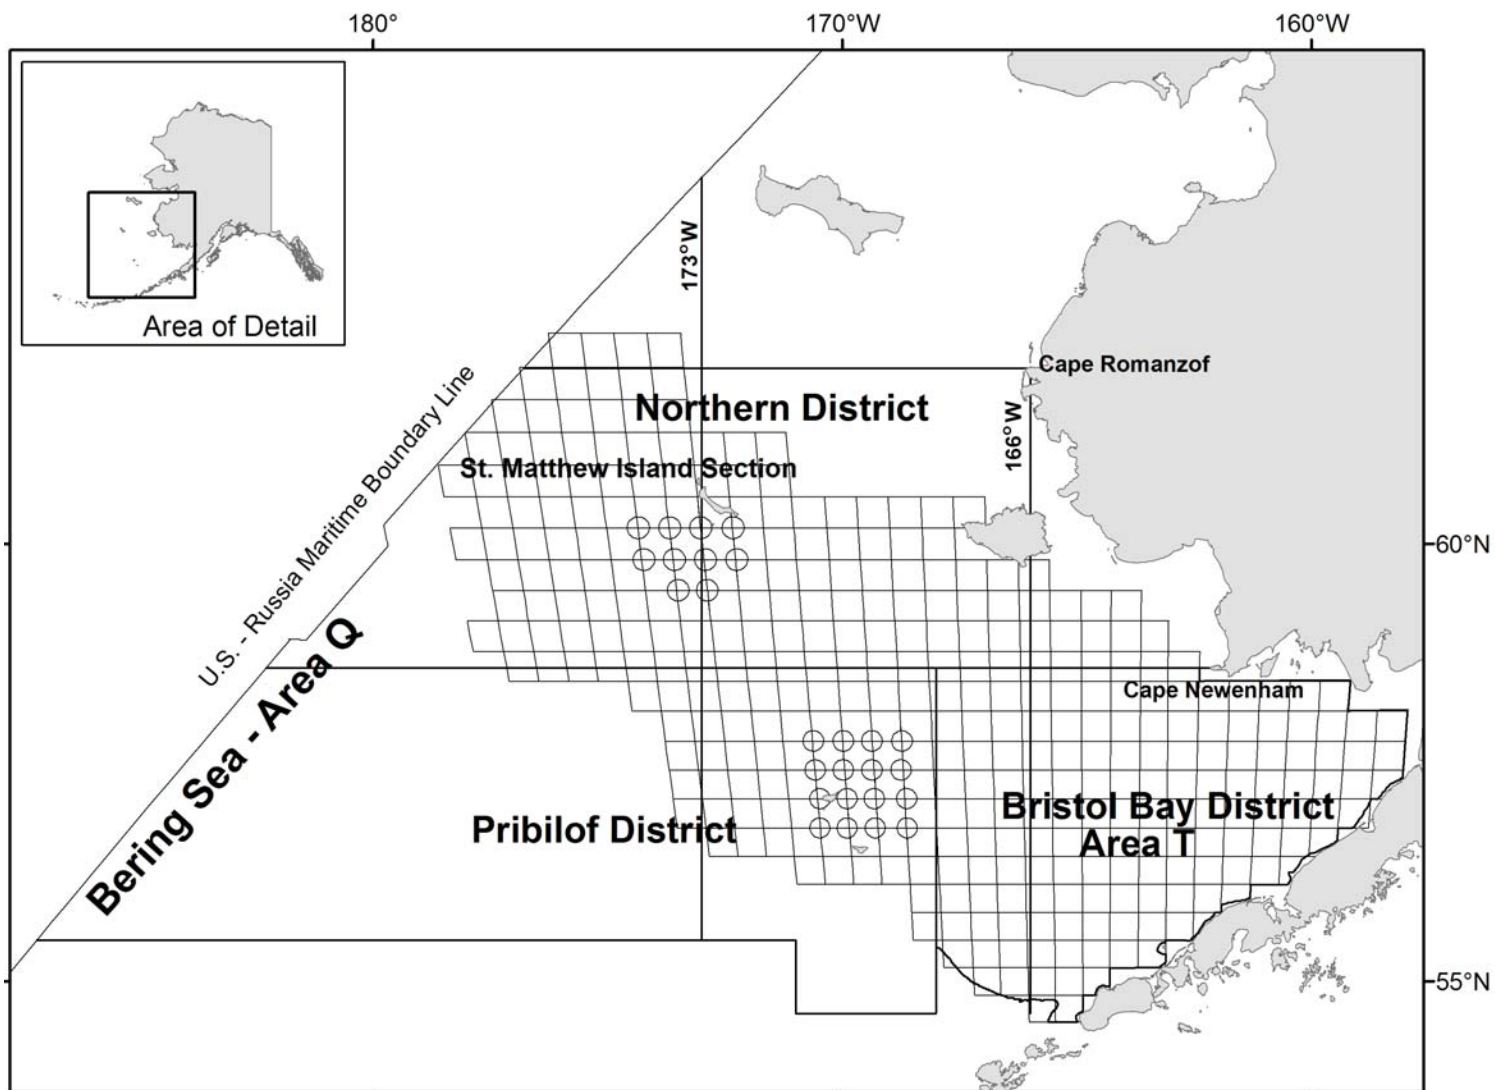 180°
170°W
160°W
Area of Detail
173°W
Cape Romanzof
Northern District
166°W
St. Matthew Island Section
U.S. - Russia Maritime Boundary Line
60°N
Bering Sea - Area Q
Cape Newenham
Pribilof District
Bristol Bay District
Area T
55°N